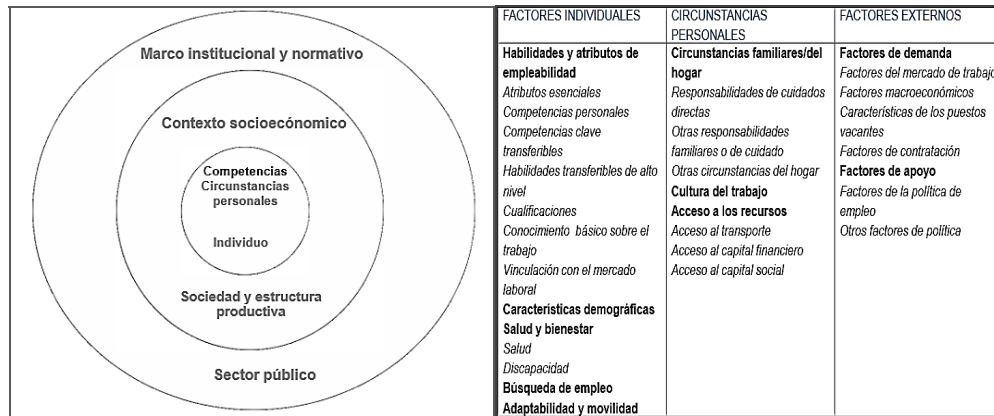 Marco institucional y normativo
Contexto socioecónomico
Competencias
Circunstancias
personales
Individuo
Sociedad y estructura
productiva
Sector público
FACTORES INDIVIDUALES
Habilidades y atributos de
empleabilidad
Atributos esenciales
Competencias personales
Competencias clave
transferibles
Habilidades transferibles de alto
nivel
Cualificaciones
Conocimiento básico sobre el
trabajo
Vinculación con el mercado
laboral
Características demográficas
Salud y bienestar
Salud
Discapacidad
Búsqueda de empleo
Adaptabilidad y movilidad
CIRCUNSTANCIAS
PERSONALES
Circunstancias familiares/del
hogar
Responsabilidades de cuidados
directas
Otras responsabilidades
familiares o de cuidado
Otras circunstancias del hogar
Cultura del trabajo
Acceso a los recursos
Acceso al transporte
Acceso al capital financiero
Acceso al capital social
FACTORES EXTERNOS
Factores de demanda
Factores del mercado de trabajo
Factores macroeconómicos
Características de los puestos
vacantes
Factores de contratación
Factores de apoyo
Factores de la política de
empleo
Otros factores de política